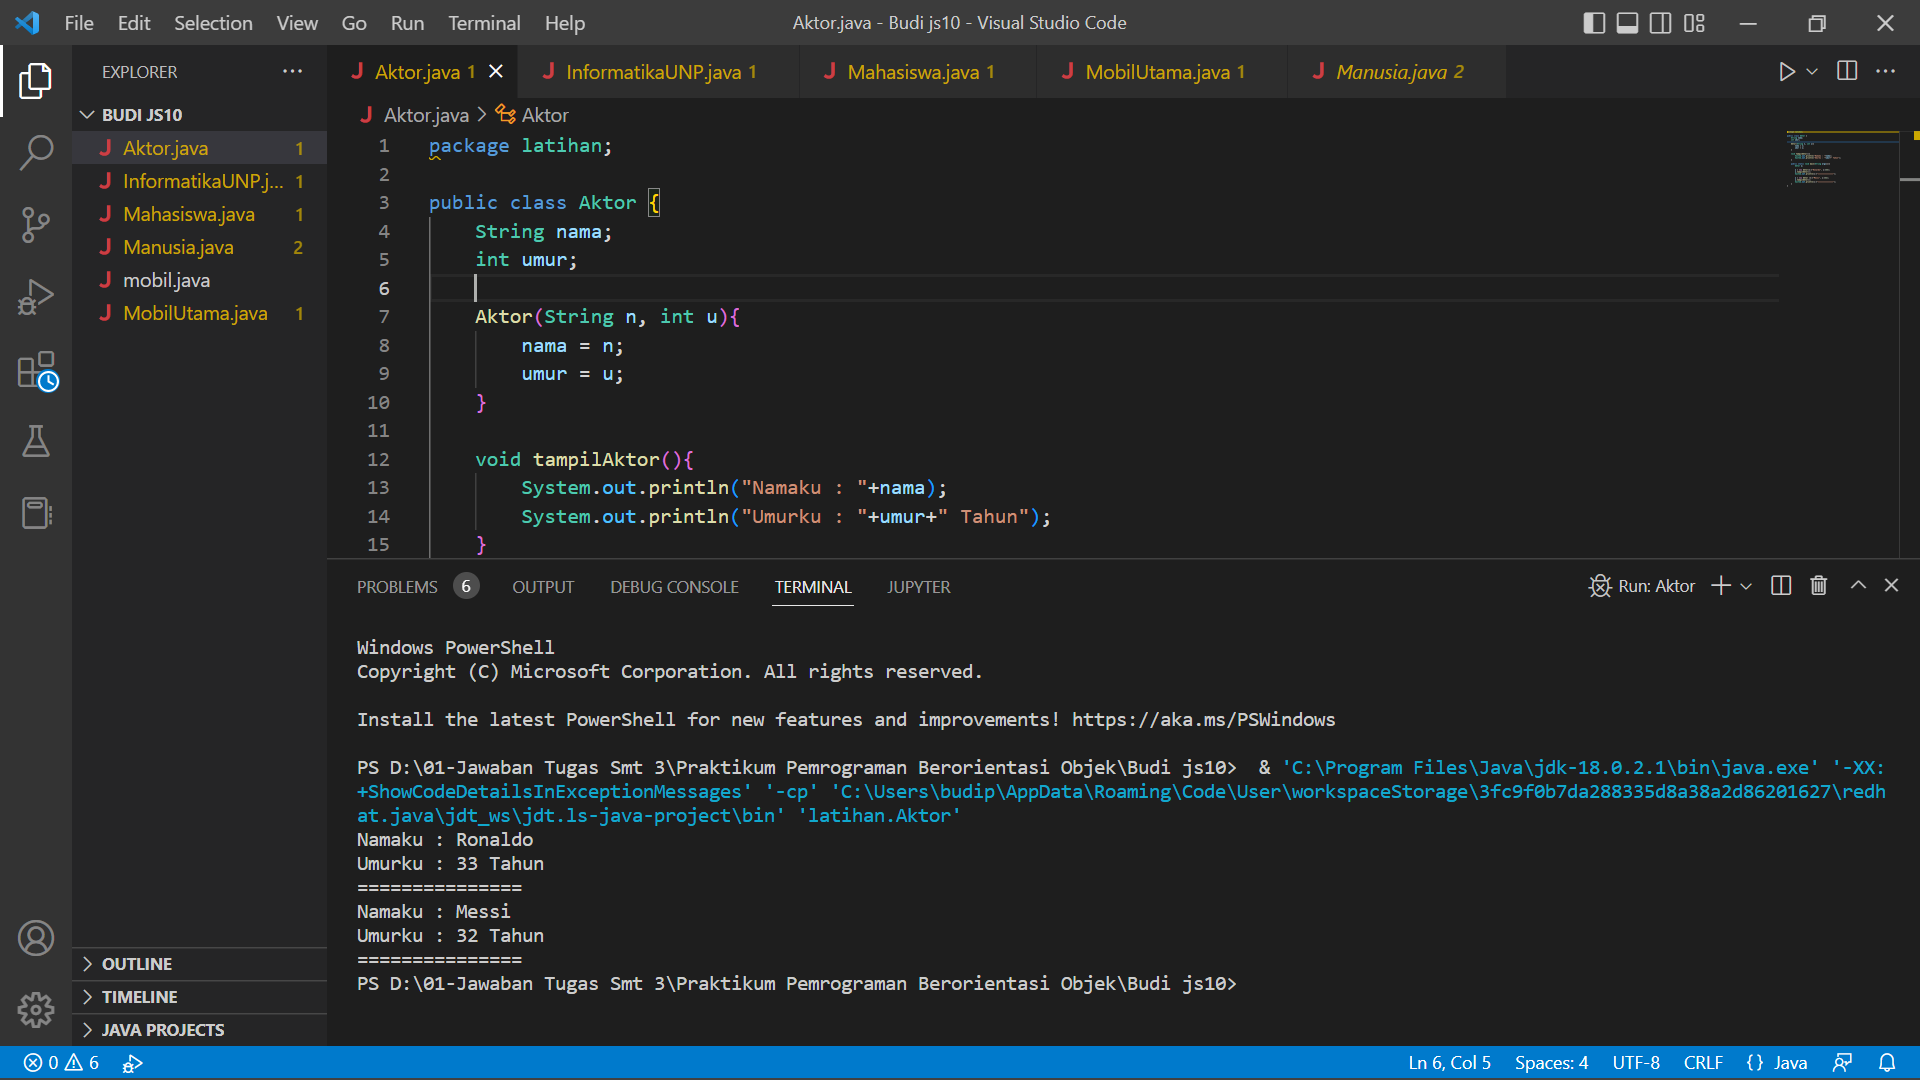 File Edit Selection View Go Run Terminal Help
Aktor.java - Budi js10 - Visual Studio Code
EXPLORER
BUDI JS10
Aktor.java 1
InformatikaUNP.j... 1
Mahasiswa.java 1
Manusia.java 2
mobil.java
MobilUtama.java 1
OUTLINE
TIMELINE
JAVA PROJECTS
Aktor.java 1 InformatikaUNP.java 1 Mahasiswa.java 1 MobilUtama.java 1 Manusia.java 2
Aktor.java > Aktor
1 package latihan;
2
3 public class Aktor {
4 String nama;
5 int umur;
6
7 Aktor(String n, int u){
8 nama = n;
9 umur = u;
10 }
11
12 void tampilAktor(){
13 System.out.println("Namaku : "+nama);
14 System.out.println("Umurku : "+umur+" Tahun");
15 }
PROBLEMS 6 OUTPUT DEBUG CONSOLE TERMINAL JUPYTER
Run: Aktor
Windows PowerShell
Copyright (C) Microsoft Corporation. All rights reserved.
Install the latest PowerShell for new features and improvements! https://aka.ms/PSWindows
PS D:\01-Jawaban Tugas Smt 3\Praktikum Pemrograman Berorientasi Objek\Budi js10>  & 'C:\Program Files\Java\jdk-18.0.2.1\bin\java.exe' '-XX:
+ShowCodeDetailsInExceptionMessages' '-cp' 'C:\Users\budip\AppData\Roaming\Code\User\workspaceStorage\3fc9f0b7da288335d8a38a2d86201627\redh
at.java\jdt_ws\jdt.ls-java-project\bin' 'latihan.Aktor'
Namaku : Ronaldo
Umurku : 33 Tahun
===============
Namaku : Messi
Umurku : 32 Tahun
===============
PS D:\01-Jawaban Tugas Smt 3\Praktikum Pemrograman Berorientasi Objek\Budi js10>
0 6
Ln 6, Col 5 Spaces: 4 UTF-8 CRLF {} Java